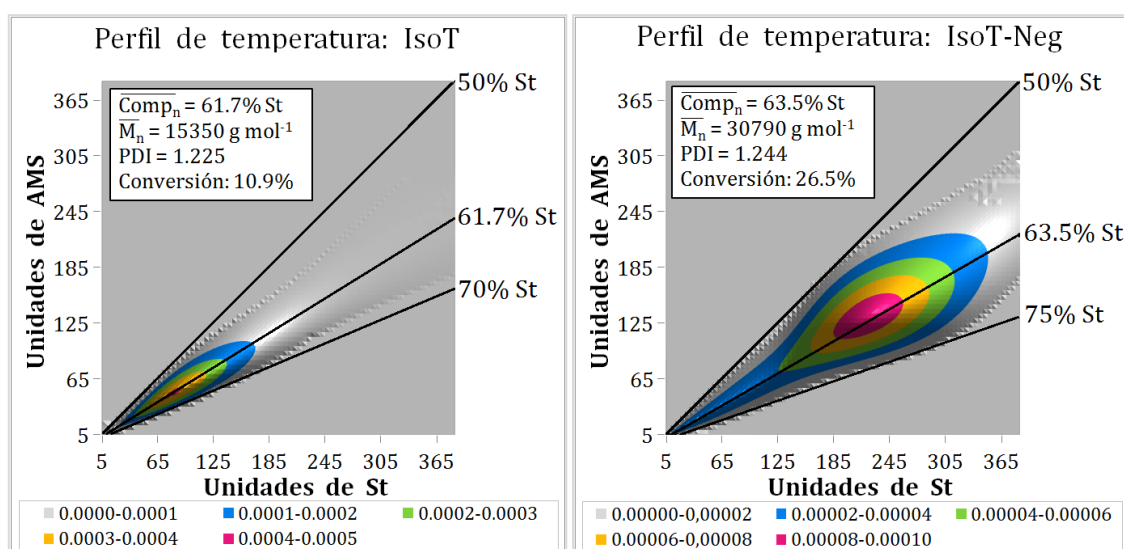 Perfil de temperatura: IsoT
Comp_n = 61.7% St
M_n = 15350 g mol-1
PDI = 1.225
Conversión: 10.9%
50% St
61.7% St
70% St
Unidades de AMS
365
305
245
185
125
65
5
5 65 125 185 245 305 365
Unidades de St
0.0000-0.0001 0.0001-0.0002 0.0002-0.0003
0.0003-0.0004 0.0004-0.0005
Perfil de temperatura: IsoT-Neg
Comp_n = 63.5% St
M_n = 30790 g mol-1
PDI = 1.244
Conversión: 26.5%
50% St
63.5% St
75% St
Unidades de AMS
365
305
245
185
125
65
5
5 65 125 185 245 305 365
Unidades de St
0.00000-0,00002 0.00002-0.00004 0.00004-0.00006
0.00006-0,00008 0.00008-0.00010